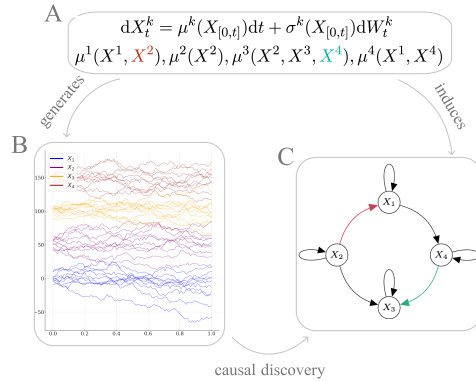 A
dX_t^k = μ^k(X_{[0,t]})dt + σ^k(X_{[0,t]})dW_t^k
μ^1(X^1, X^2), μ^2(X^2), μ^3(X^2, X^3, X^4), μ^4(X^1, X^4)
generates
induces
B
X_1
X_2
X_3
X_4
150
100
50
0
−50
0.0
0.2
0.4
0.6
0.8
1.0
C
X_1
X_2
X_4
X_3
causal discovery